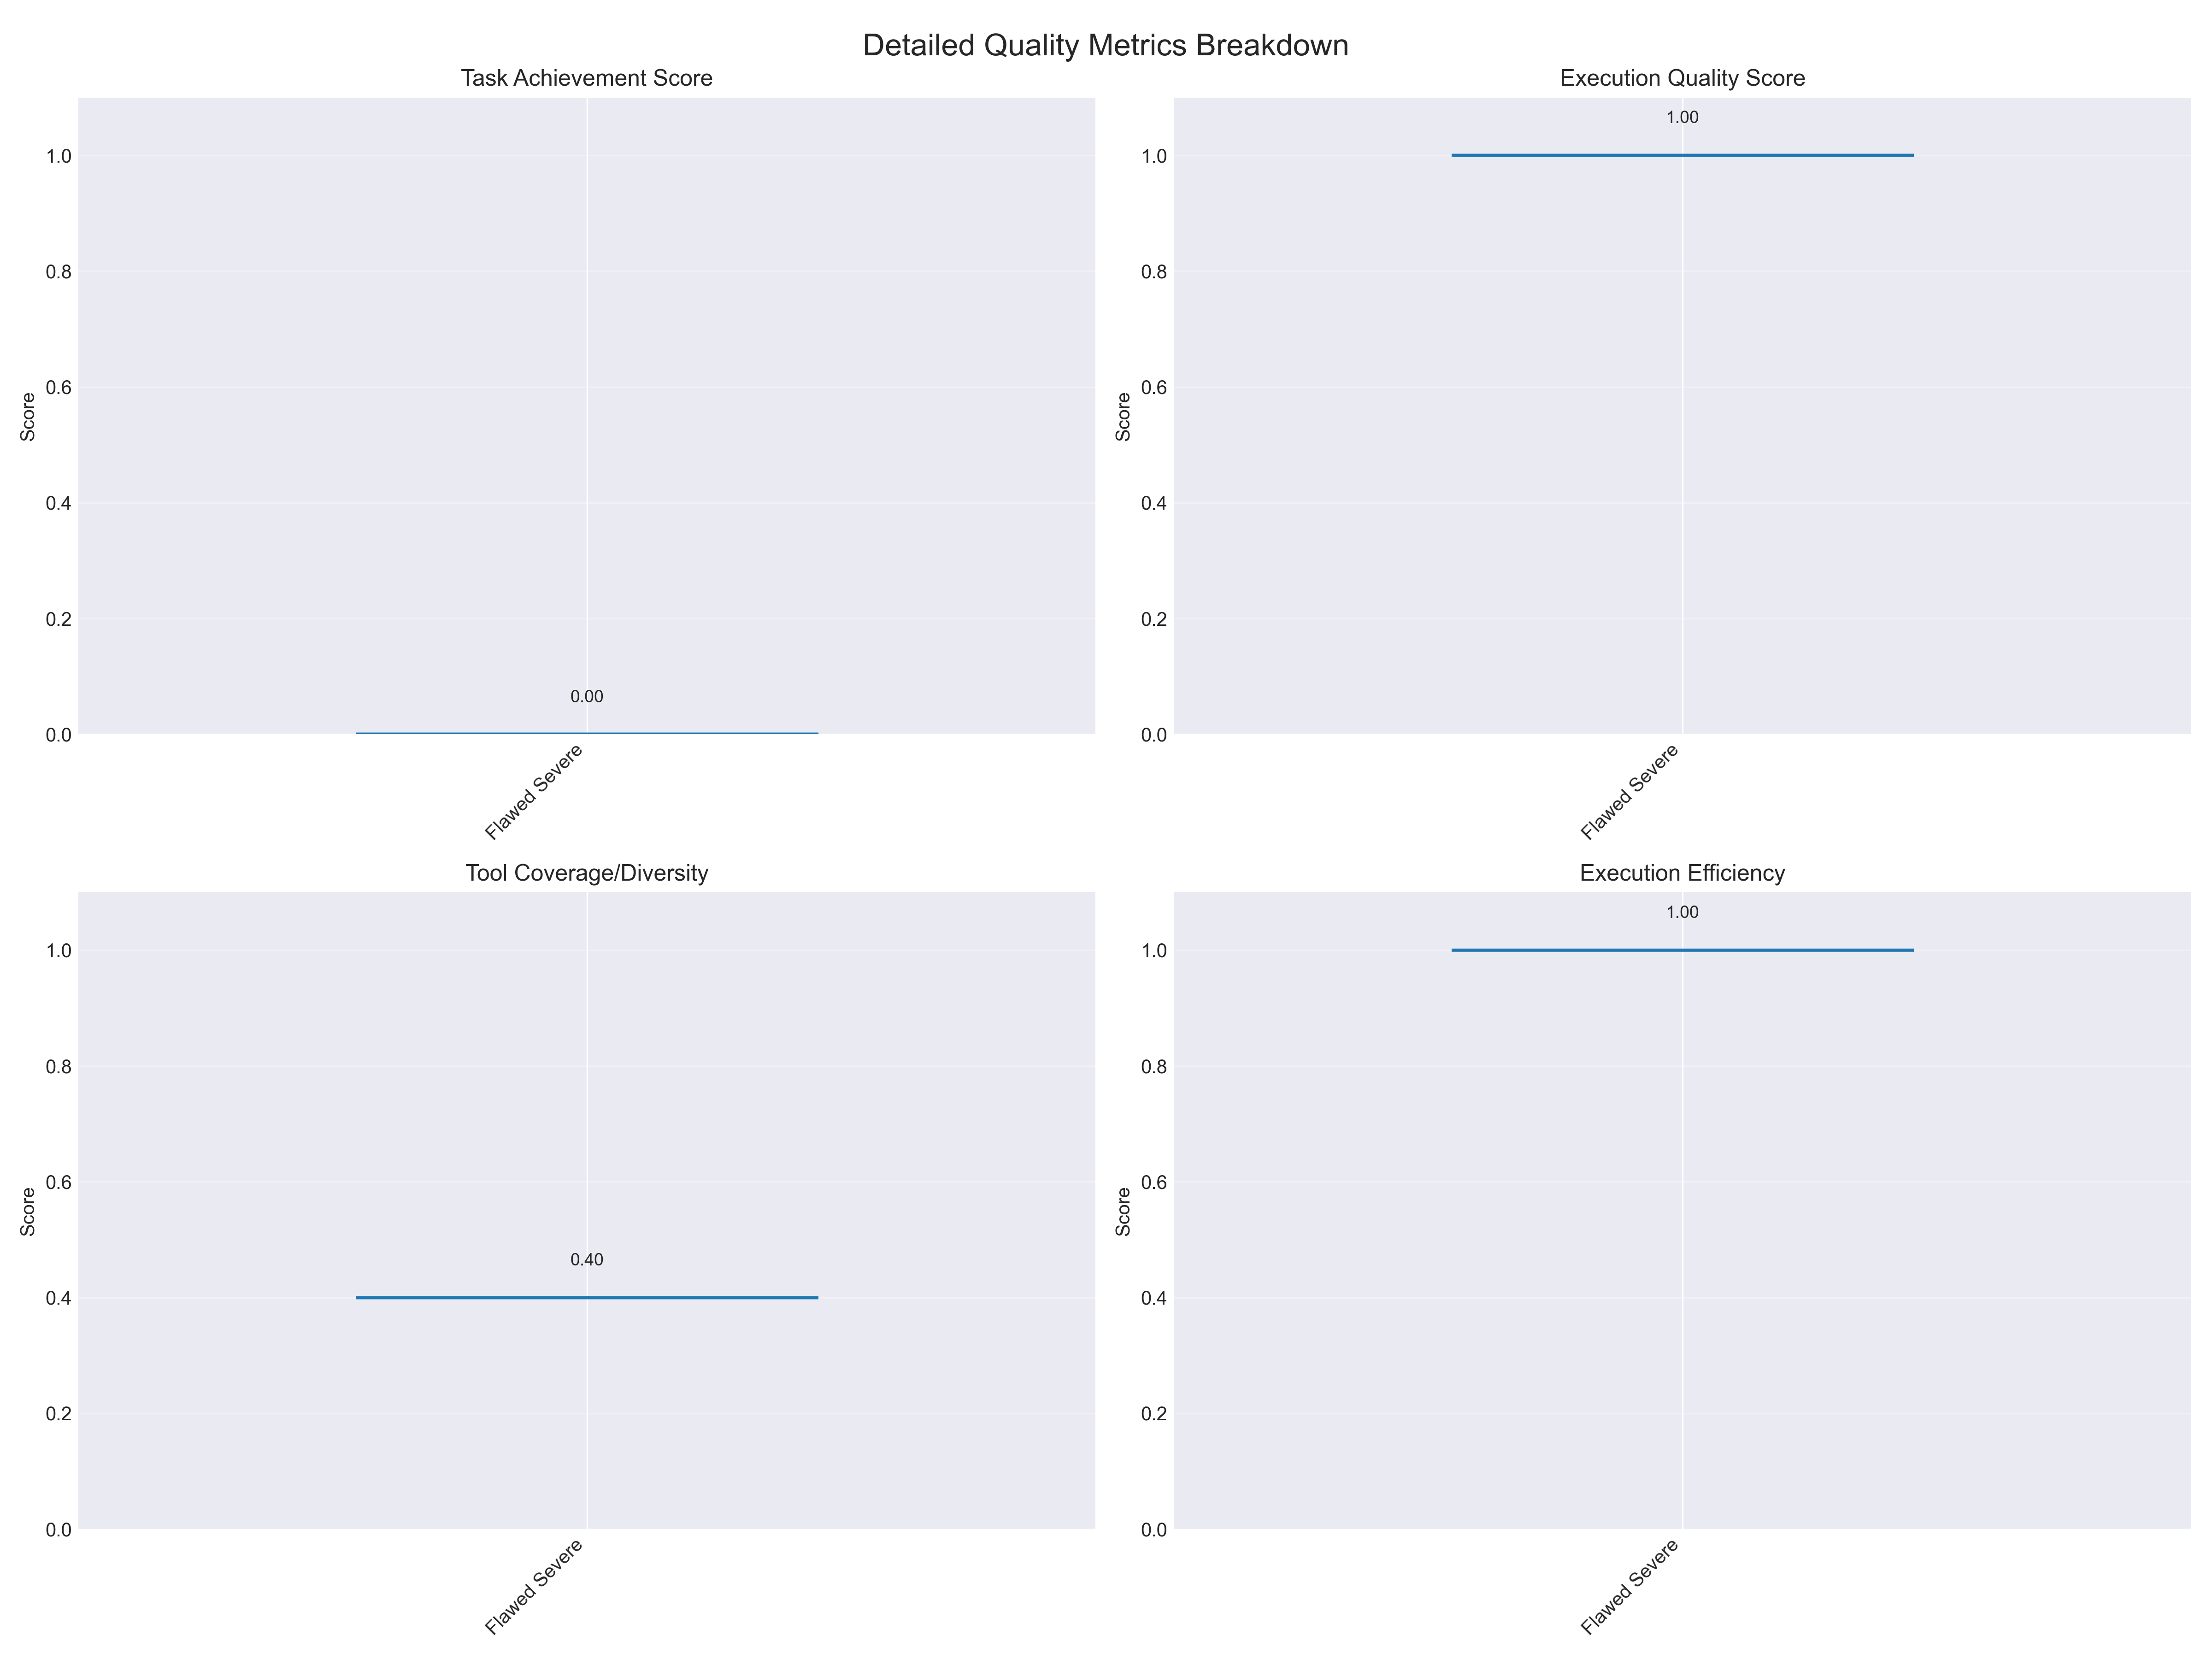 Detailed Quality Metrics Breakdown
Task Achievement Score
Score
1.0
0.8
0.6
0.4
0.2
0.0
0.00
Flawed Severe
Execution Quality Score
Score
1.0
0.8
0.6
0.4
0.2
0.0
1.00
Flawed Severe
Tool Coverage/Diversity
Score
1.0
0.8
0.6
0.4
0.2
0.0
0.40
Flawed Severe
Execution Efficiency
Score
1.0
0.8
0.6
0.4
0.2
0.0
1.00
Flawed Severe